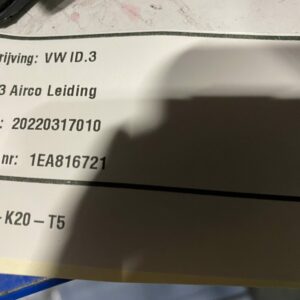 rijving: VW ID.3
3 Airco Leiding
: 20220317010
nr: 1EA816721
- K20 - T5